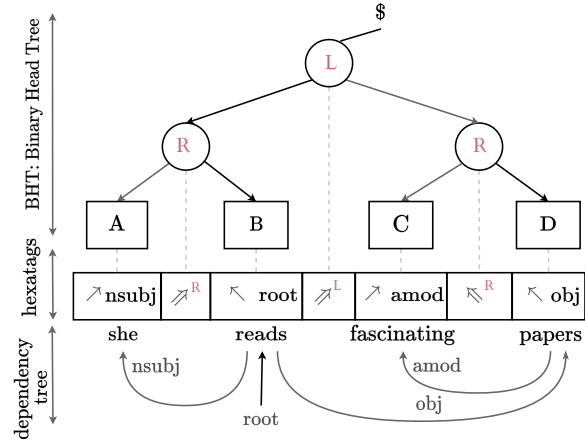 $
L
R R
A B C D
↗ nsubj ⇗R ↖ root ⇗L ↗ amod ⇖R ↖ obj
she reads fascinating papers
nsubj amod
obj
root
BHT: Binary Head Tree
hexatags
dependency
tree